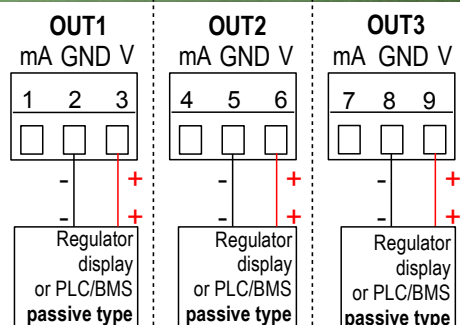 OUT1
mA GND V
1 2 3
- +
- +
Regulator
display
or PLC/BMS
passive type
OUT2
mA GND V
4 5 6
- +
- +
Regulator
display
or PLC/BMS
passive type
OUT3
mA GND V
7 8 9
- +
- +
Regulator
display
or PLC/BMS
passive type